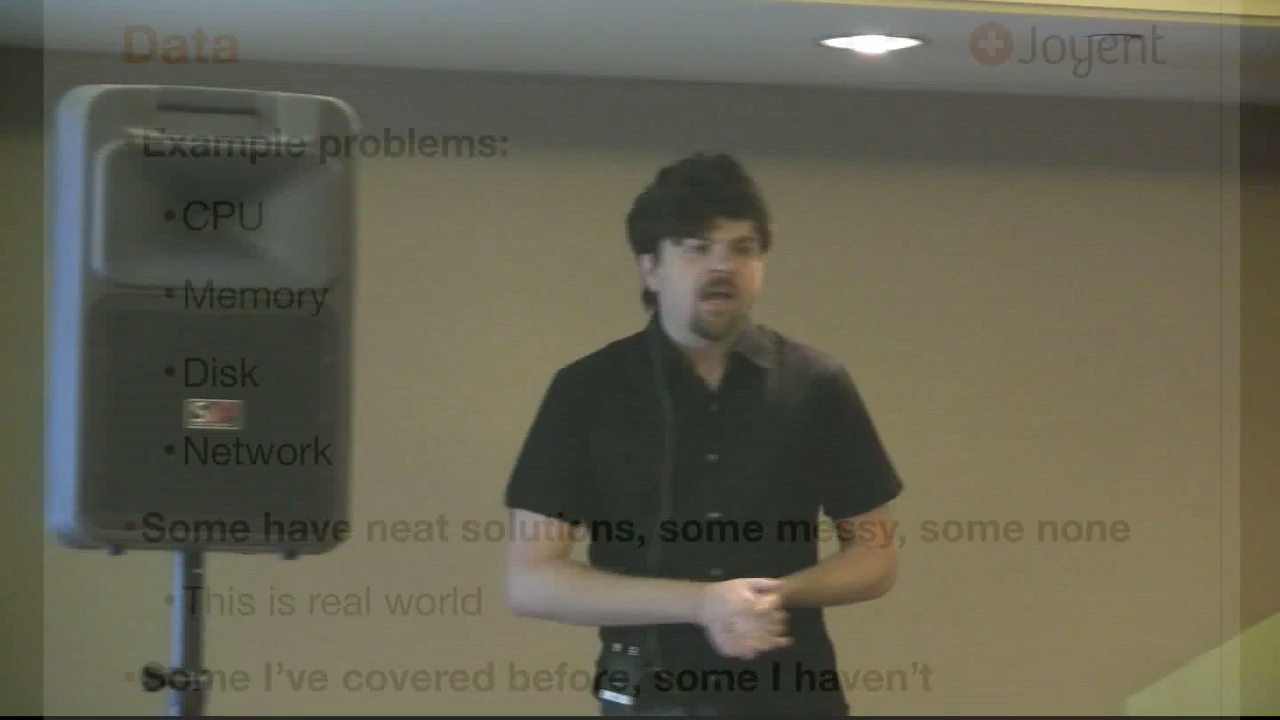 Data
Joyent
Example problems:
•CPU
•Memory
•Disk
•Network
•Some have neat solutions, some messy, some none
•This is real world
•Some I've covered before, some I haven't